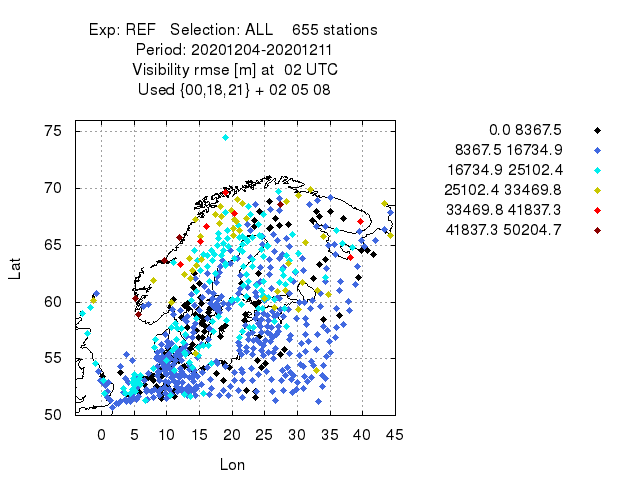 Exp: REF   Selection: ALL    655 stations
Period: 20201204-20201211
Visibility rmse [m] at  02 UTC
Used {00,18,21} + 02 05 08
0.0 8367.5
8367.5 16734.9
16734.9 25102.4
25102.4 33469.8
33469.8 41837.3
41837.3 50204.7
75
70
65
60
55
50
Lat
0 5 10 15 20 25 30 35 40 45
Lon